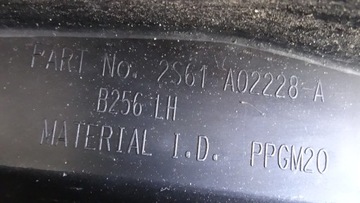 PART No. 2S61 A02228-A
B256 LH
MATERIAL I.D. PPGM20